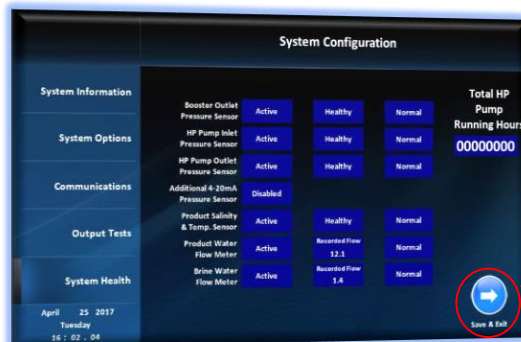 System Configuration
System Information
System Options
Communications
Output Tests
System Health
April 25 2017
Tuesday
16 : 02 . 04
Booster Outlet
Pressure Sensor
Active
Healthy
Normal
HP Pump Inlet
Pressure Sensor
Active
Healthy
Normal
HP Pump Outlet
Pressure Sensor
Active
Healthy
Normal
Additional 4-20mA
Pressure Sensor
Disabled
Product Salinity
& Temp. Sensor
Active
Healthy
Normal
Product Water
Flow Meter
Active
Recorded Flow
12.1
Normal
Brine Water
Flow Meter
Active
Recorded Flow
1.4
Normal
Total HP
Pump
Running Hours
00000000
Save & Exit